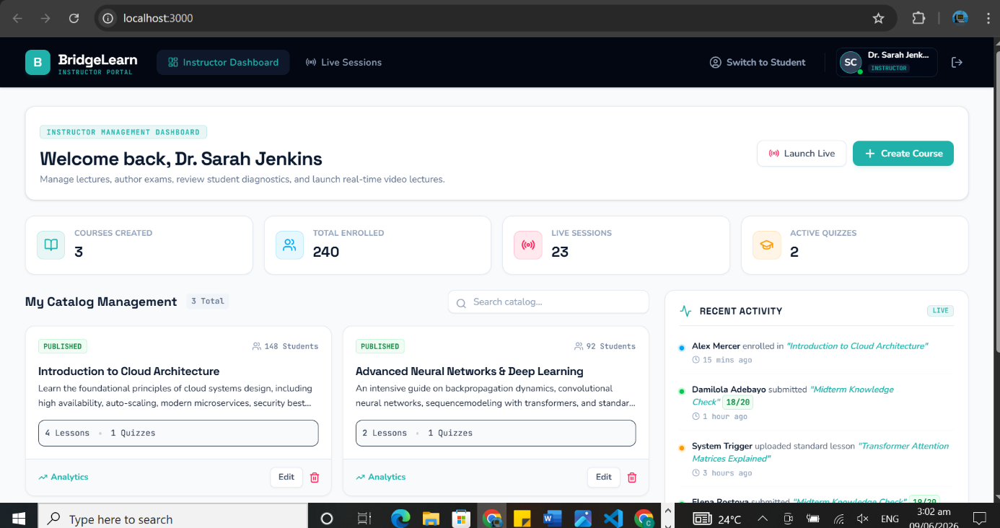 localhost:3000
B
BridgeLearn
INSTRUCTOR PORTAL
Instructor Dashboard
Live Sessions
Switch to Student
SC
Dr. Sarah Jenk...
INSTRUCTOR
INSTRUCTOR MANAGEMENT DASHBOARD
Welcome back, Dr. Sarah Jenkins
Manage lectures, author exams, review student diagnostics, and launch real-time video lectures.
Launch Live
Create Course
COURSES CREATED
3
TOTAL ENROLLED
240
LIVE SESSIONS
23
ACTIVE QUIZZES
2
My Catalog Management
3 Total
Search catalog...
PUBLISHED
148 Students
Introduction to Cloud Architecture
Learn the foundational principles of cloud systems design, including
high availability, auto-scaling, modern microservices, security best...
4 Lessons • 1 Quizzes
Analytics
Edit
PUBLISHED
92 Students
Advanced Neural Networks & Deep Learning
An intensive guide on backpropagation dynamics, convolutional
neural networks, sequencemodeling with transformers, and standar...
2 Lessons • 1 Quizzes
Analytics
Edit
RECENT ACTIVITY
LIVE
Alex Mercer enrolled in "Introduction to Cloud Architecture"
15 mins ago
Damilola Adebayo submitted "Midterm Knowledge
Check" 18/20
1 hour ago
System Trigger uploaded standard lesson "Transformer Attention
Matrices Explained"
3 hours ago
Elena Rostova submitted "Midterm Knowledge Check" 19/20
Type here to search
24°C
ENG
3:02 am
09/06/2026